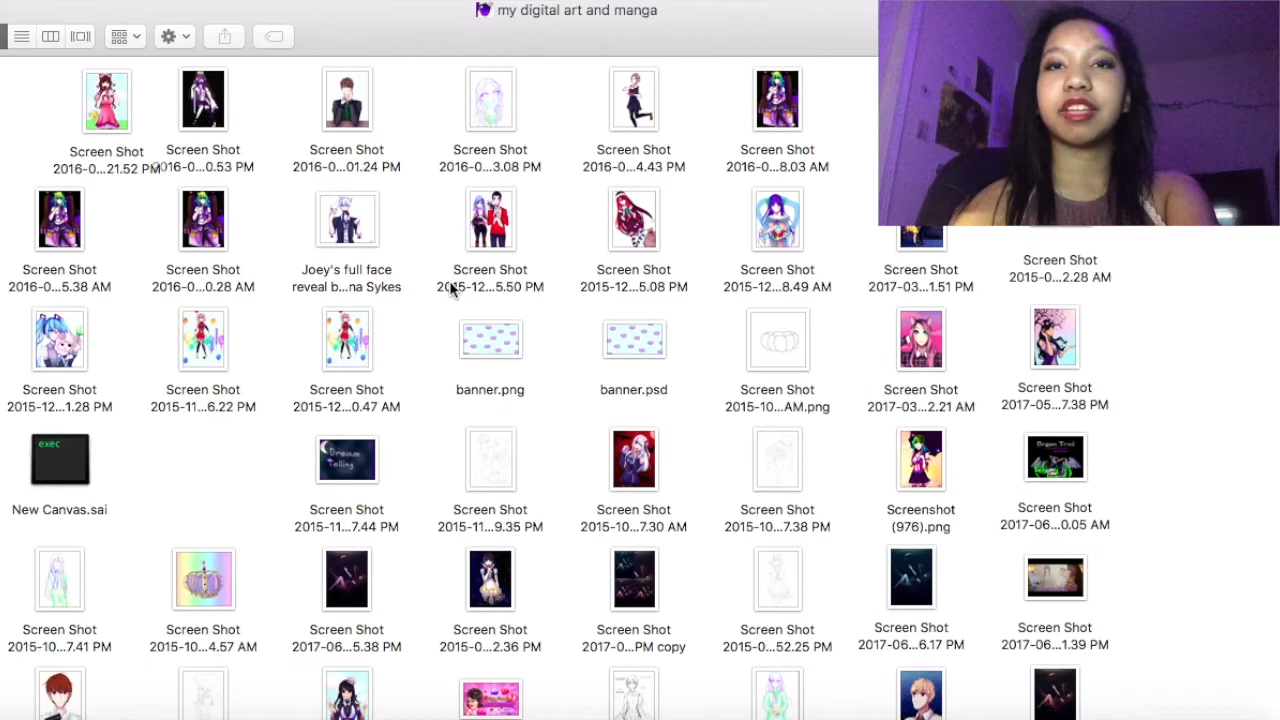 my digital art and manga
Screen Shot
2016-0...21.52 PM
Screen Shot
2016-0...0.53 PM
Screen Shot
2016-0...01.24 PM
Screen Shot
2016-0...3.08 PM
Screen Shot
2016-0...4.43 PM
Screen Shot
2016-0...8.03 AM
Screen Shot
2016-0...5.38 AM
Screen Shot
2016-0...0.28 AM
Joey's full face
reveal b...ria Sykes
Screen Shot
2015-12...5.50 PM
Screen Shot
2015-12...5.08 PM
Screen Shot
2015-12...8.49 AM
Screen Shot
2017-03...1.51 PM
Screen Shot
2015-0...2.28 AM
Screen Shot
2015-12...1.28 PM
Screen Shot
2015-11...6.22 PM
Screen Shot
2015-12...0.47 AM
banner.png
banner.psd
Screen Shot
2015-10...AM.png
Screen Shot
2017-03...2.21 AM
Screen Shot
2017-05...7.38 PM
exec
New Canvas.sai
Dream
Telling
Screen Shot
2015-11...7.44 PM
Screen Shot
2015-11...9.35 PM
Screen Shot
2015-10...7.30 AM
Screen Shot
2015-10...7.38 PM
Screenshot
(976).png
Screen Shot
2017-06...0.05 AM
Screen Shot
2015-10...7.41 PM
Screen Shot
2015-10...4.57 AM
Screen Shot
2017-06...5.38 PM
Screen Shot
2015-0...2.36 PM
Screen Shot
2017-0...PM copy
Screen Shot
2015-0...52.25 PM
Screen Shot
2017-06...6.17 PM
Screen Shot
2017-06...1.39 PM